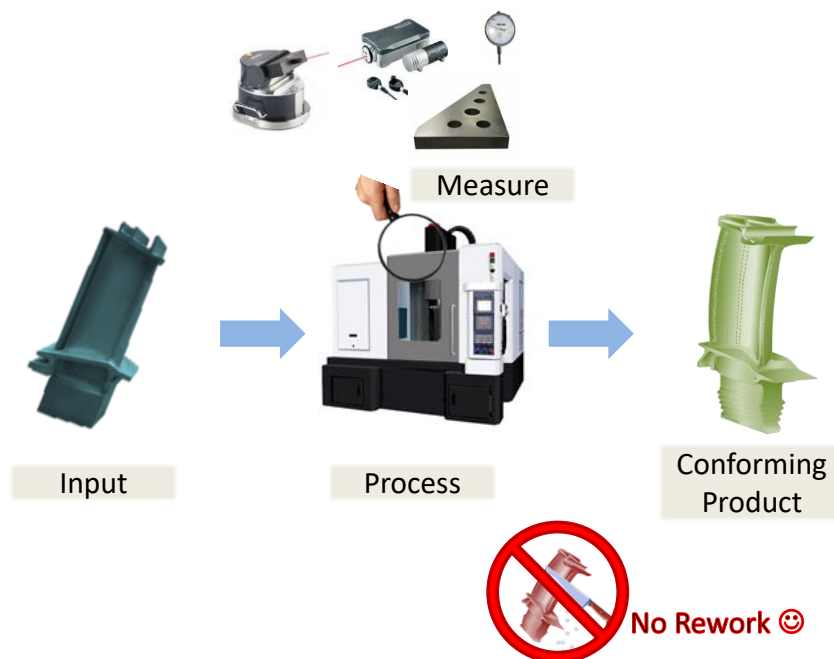 Measure
Input
Process
Conforming
Product
No Rework ☺